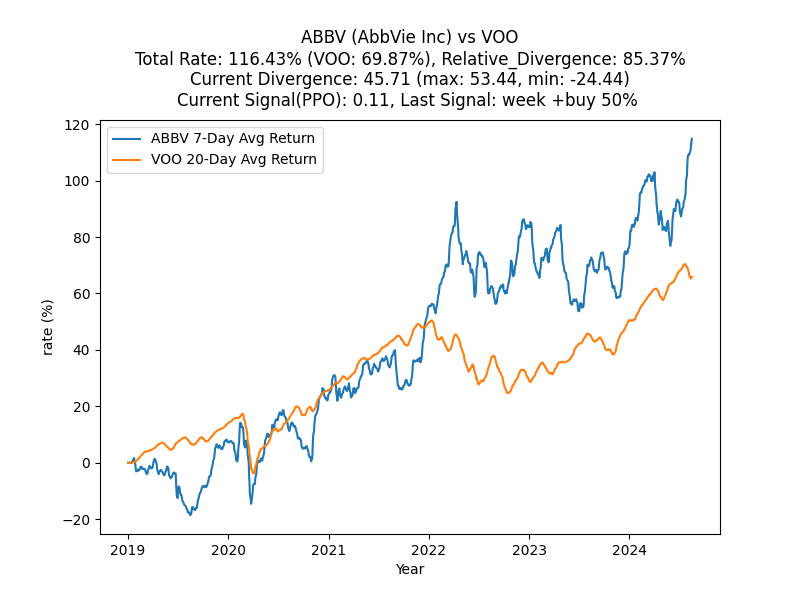 ABBV (AbbVie Inc) vs VOO
Total Rate: 116.43% (VOO: 69.87%), Relative_Divergence: 85.37%
Current Divergence: 45.71 (max: 53.44, min: -24.44)
Current Signal(PPO): 0.11, Last Signal: week +buy 50%
ABBV 7-Day Avg Return
VOO 20-Day Avg Return
rate (%)
120
100
80
60
40
20
0
−20
2019
2020
2021
2022
2023
2024
Year